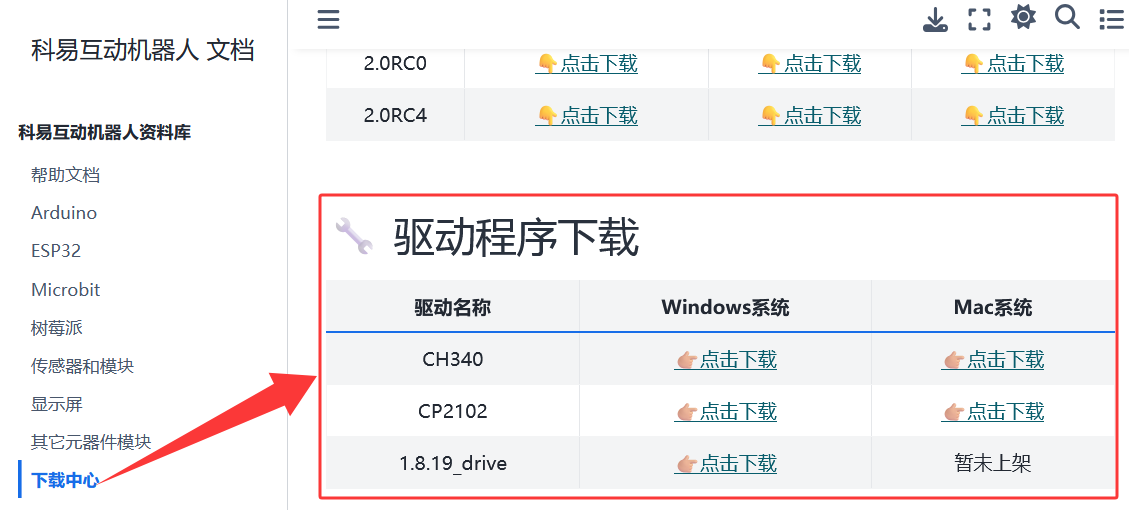 科易互动机器人 文档
科易互动机器人资料库
帮助文档
Arduino
ESP32
Microbit
树莓派
传感器和模块
显示屏
其它元器件模块
下载中心
2.0RC0 点击下载 点击下载 点击下载
2.0RC4 点击下载 点击下载 点击下载
驱动程序下载
驱动名称 Windows系统 Mac系统
CH340 点击下载 点击下载
CP2102 点击下载 点击下载
1.8.19_drive 点击下载 暂未上架